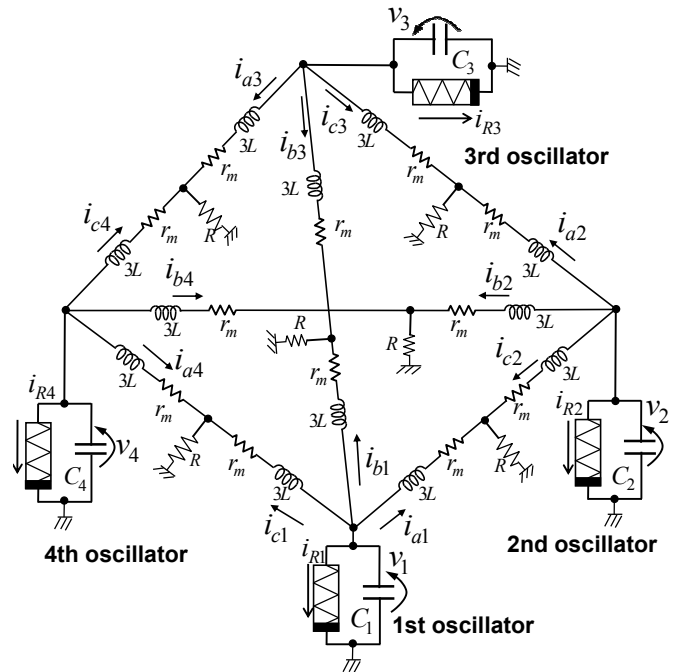 v3
C3
iR3
3rd oscillator
ia3
ib3
ic3
3L
3L
3L
rm
rm
rm
R
R
ic4
rm
3L
rm
3L
ia2
ib4
3L
rm
ib2
rm
3L
R
R
rm
3L
ib1
ia4
3L
rm
R
rm
3L
ic1
ic2
3L
rm
R
rm
3L
ia1
iR4
v4
C4
4th oscillator
iR2
v2
C2
2nd oscillator
iR1
v1
C1
1st oscillator